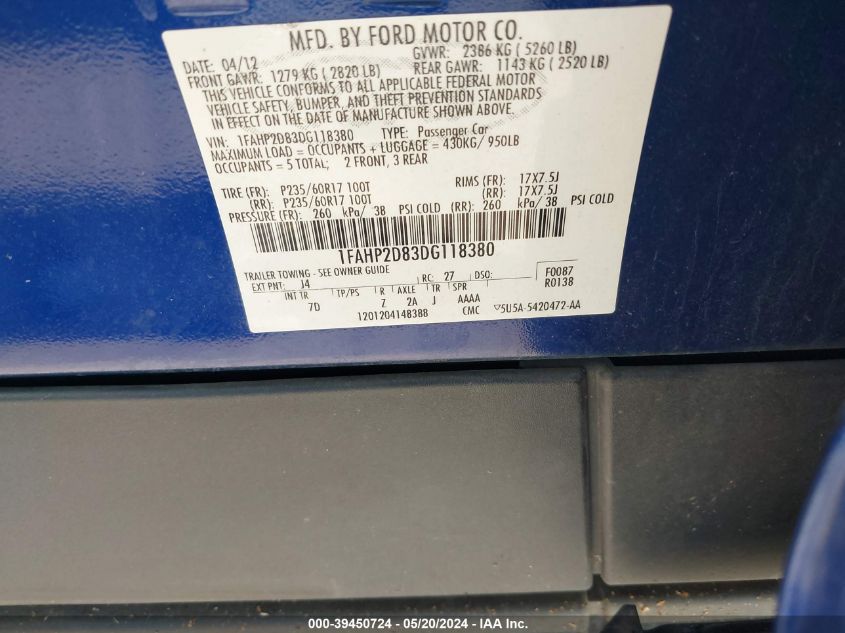 MFD. BY FORD MOTOR CO.
DATE: 04/12 GVWR: 2386 KG ( 5260 LB)
FRONT GAWR: 1279 KG ( 2820 LB) REAR GAWR: 1143 KG ( 2520 LB)
THIS VEHICLE CONFORMS TO ALL APPLICABLE FEDERAL MOTOR
VEHICLE SAFETY, BUMPER, AND THEFT PREVENTION STANDARDS
IN EFFECT ON THE DATE OF MANUFACTURE SHOWN ABOVE.
VIN: 1FAHP2D83DG118380 TYPE: Passenger Car
MAXIMUM LOAD = OCCUPANTS + LUGGAGE = 430KG/ 950LB
OCCUPANTS = 5 TOTAL; 2 FRONT, 3 REAR
TIRE (FR): P235/60R17 100T RIMS (FR): 17X7.5J
(RR): P235/60R17 100T (RR): 17X7.5J
PRESSURE (FR): 260 kPa/ 38 PSI COLD (RR): 260 kPa/ 38 PSI COLD
1FAHP2D83DG118380
TRAILER TOWING - SEE OWNER GUIDE
EXT PNT: J4 RC: 27 DSO: F0087
R0138
INT TR TP/PS R AXLE TR SPR
7D Z 2A J AAAA
1201204148388 CMC ▽5U5A-5420472-AA
000-39450724 — 05/20/2024 — IAA Inc.